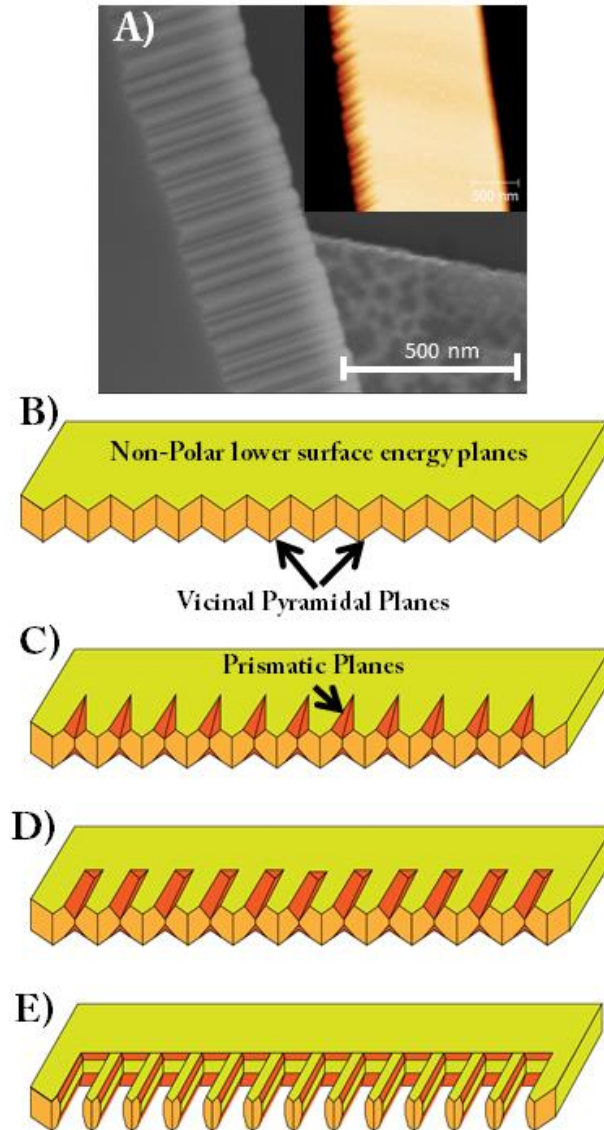 A)
500 nm
500 nm
B)
Non-Polar lower surface energy planes
Vicinal Pyramidal Planes
C)
Prismatic Planes
D)
E)